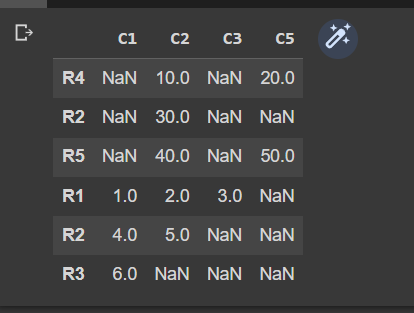 C1 C2 C3 C5
R4 NaN 10.0 NaN 20.0
R2 NaN 30.0 NaN NaN
R5 NaN 40.0 NaN 50.0
R1 1.0 2.0 3.0 NaN
R2 4.0 5.0 NaN NaN
R3 6.0 NaN NaN NaN